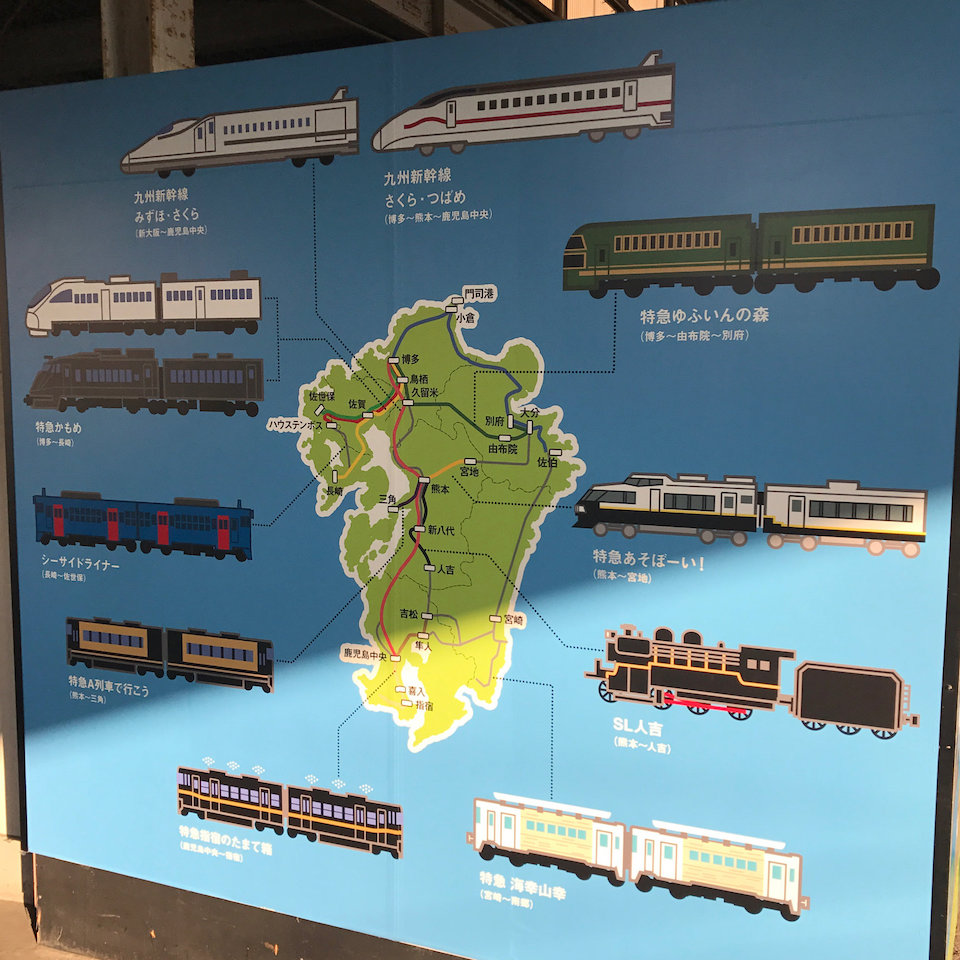 九州新幹線
みずほ・さくら
(新大阪〜鹿児島中央)
九州新幹線
さくら・つばめ
(博多〜熊本〜鹿児島中央)
特急ゆふいんの森
(博多〜由布院〜別府)
特急かもめ
(博多〜長崎)
シーサイドライナー
(長崎〜佐世保)
特急A列車で行こう
(熊本〜三角)
特急指宿のたまて箱
(鹿児島中央〜指宿)
特急あそぼーい!
(熊本〜宮地)
SL人吉
(熊本〜人吉)
特急 海幸山幸
(宮崎〜南郷)
門司港
小倉
博多
鳥栖
久留米
佐世保
佐賀
ハウステンボス
長崎
別府
大分
由布院
佐伯
宮地
熊本
三角
新八代
人吉
吉松
宮崎
隼人
鹿児島中央
喜入
指宿